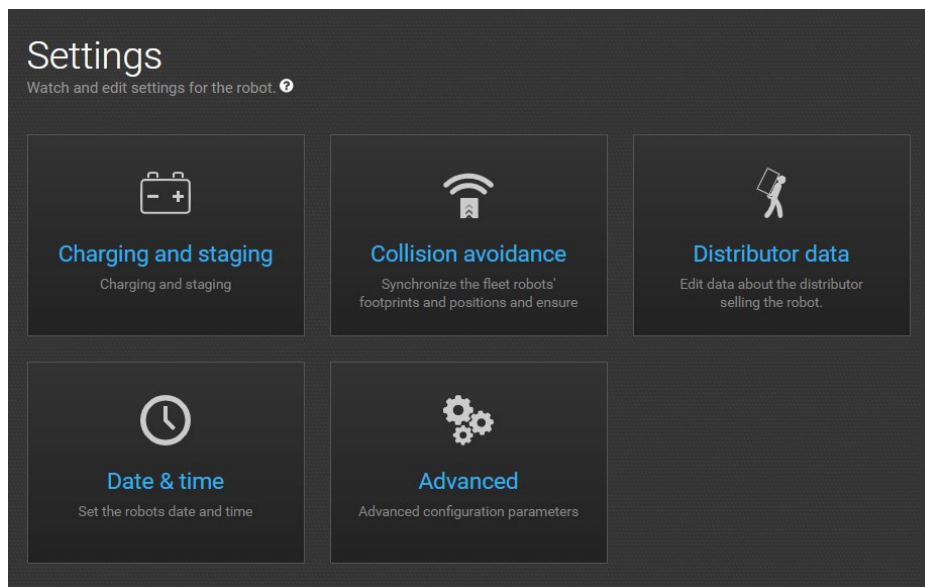 Settings
Watch and edit settings for the robot. ?
Charging and staging
Charging and staging
Collision avoidance
Synchronize the fleet robots'
footprints and positions and ensure
Distributor data
Edit data about the distributor
selling the robot.
Date & time
Set the robots date and time
Advanced
Advanced configuration parameters